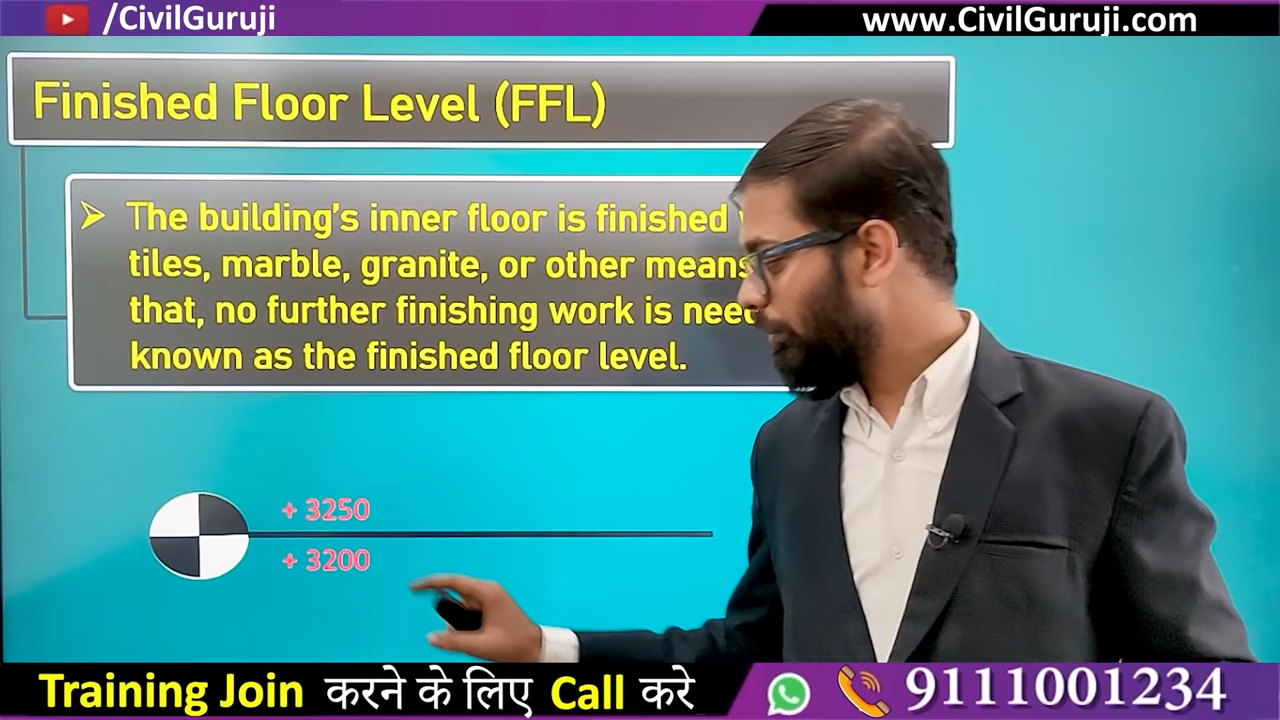 /CivilGuruji
www.CivilGuruji.com
Finished Floor Level (FFL)
➢ The building's inner floor is finished
tiles, marble, granite, or other means
that, no further finishing work is
known as the finished floor level.
+ 3250
+ 3200
Training Join करने के लिए Call करे
9111001234